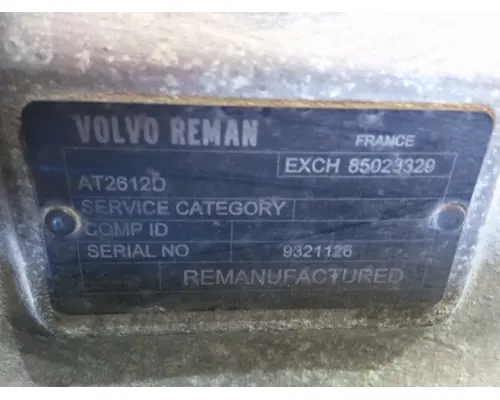 VOLVO REMAN
FRANCE
EXCH 85023329
AT2612D
SERVICE CATEGORY
COMP ID
SERIAL NO 9321126
REMANUFACTURED